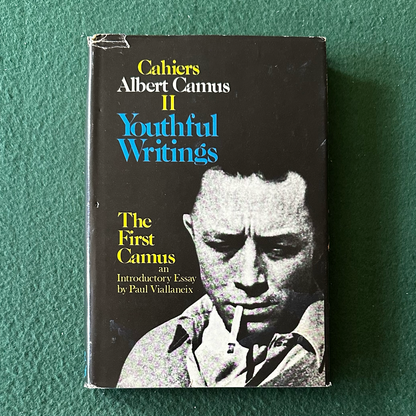 Cahiers
Albert Camus
II
Youthful
Writings
The
First
Camus
an
Introductory Essay
by Paul Viallaneix